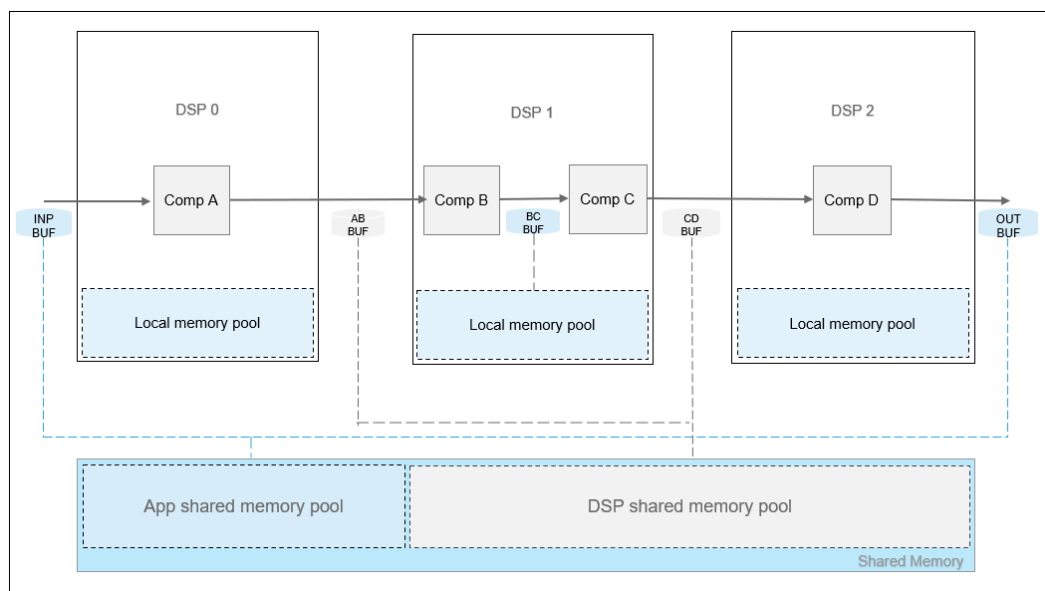 DSP 0
DSP 1
DSP 2
Comp A
Comp B
Comp C
Comp D
INP
BUF
AB
BUF
BC
BUF
CD
BUF
OUT
BUF
Local memory pool
Local memory pool
Local memory pool
App shared memory pool
DSP shared memory pool
Shared Memory